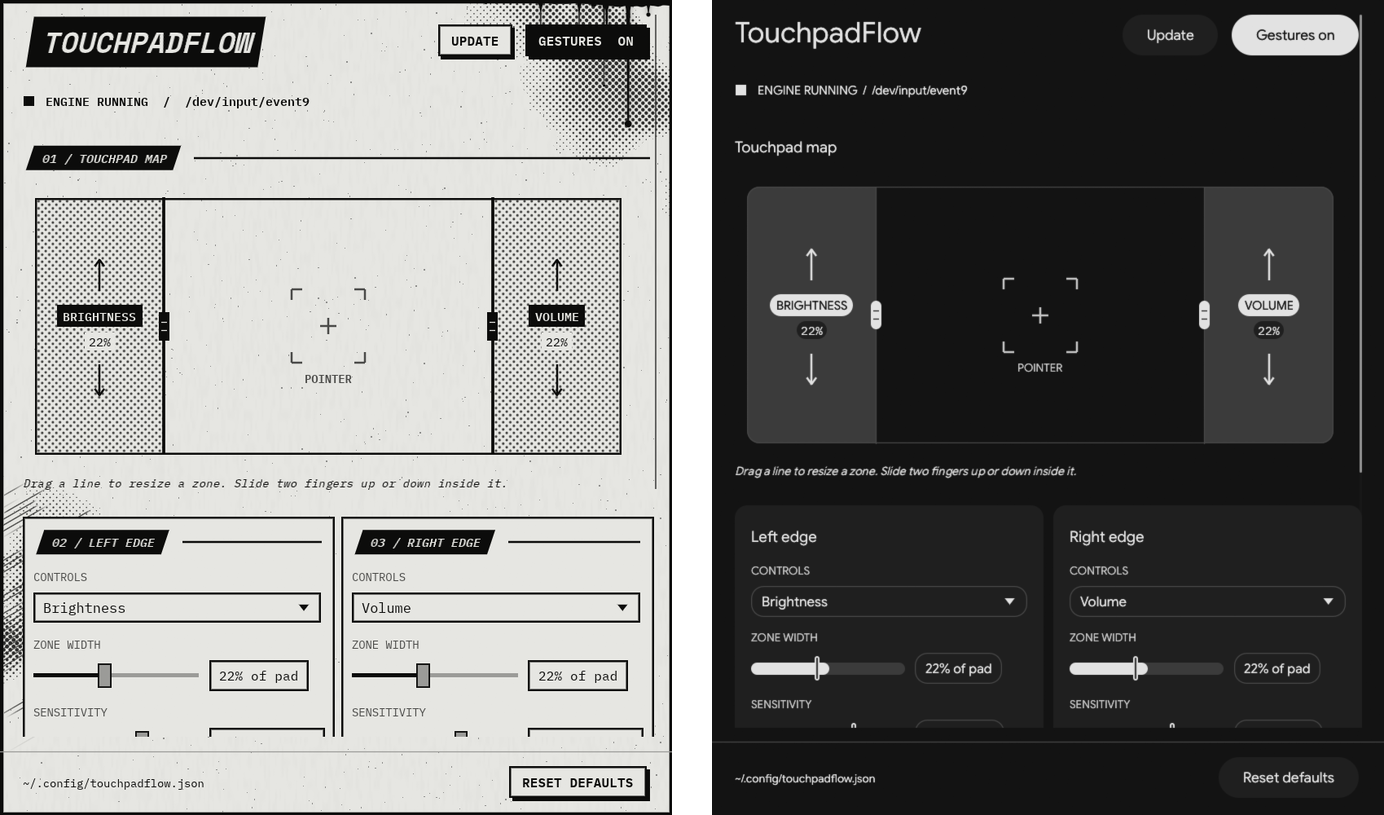 TOUCHPADFLOW
UPDATE
GESTURES ON
ENGINE RUNNING / /dev/input/event9
01 / TOUCHPAD MAP
BRIGHTNESS
22%
POINTER
VOLUME
22%
Drag a line to resize a zone. Slide two fingers up or down inside it.
02 / LEFT EDGE
CONTROLS
Brightness
ZONE WIDTH
22% of pad
SENSITIVITY
03 / RIGHT EDGE
CONTROLS
Volume
ZONE WIDTH
22% of pad
SENSITIVITY
~/.config/touchpadflow.json
RESET DEFAULTS
TouchpadFlow
Update
Gestures on
ENGINE RUNNING / /dev/input/event9
Touchpad map
BRIGHTNESS
22%
POINTER
VOLUME
22%
Drag a line to resize a zone. Slide two fingers up or down inside it.
Left edge
CONTROLS
Brightness
ZONE WIDTH
22% of pad
SENSITIVITY
Right edge
CONTROLS
Volume
ZONE WIDTH
22% of pad
SENSITIVITY
~/.config/touchpadflow.json
Reset defaults